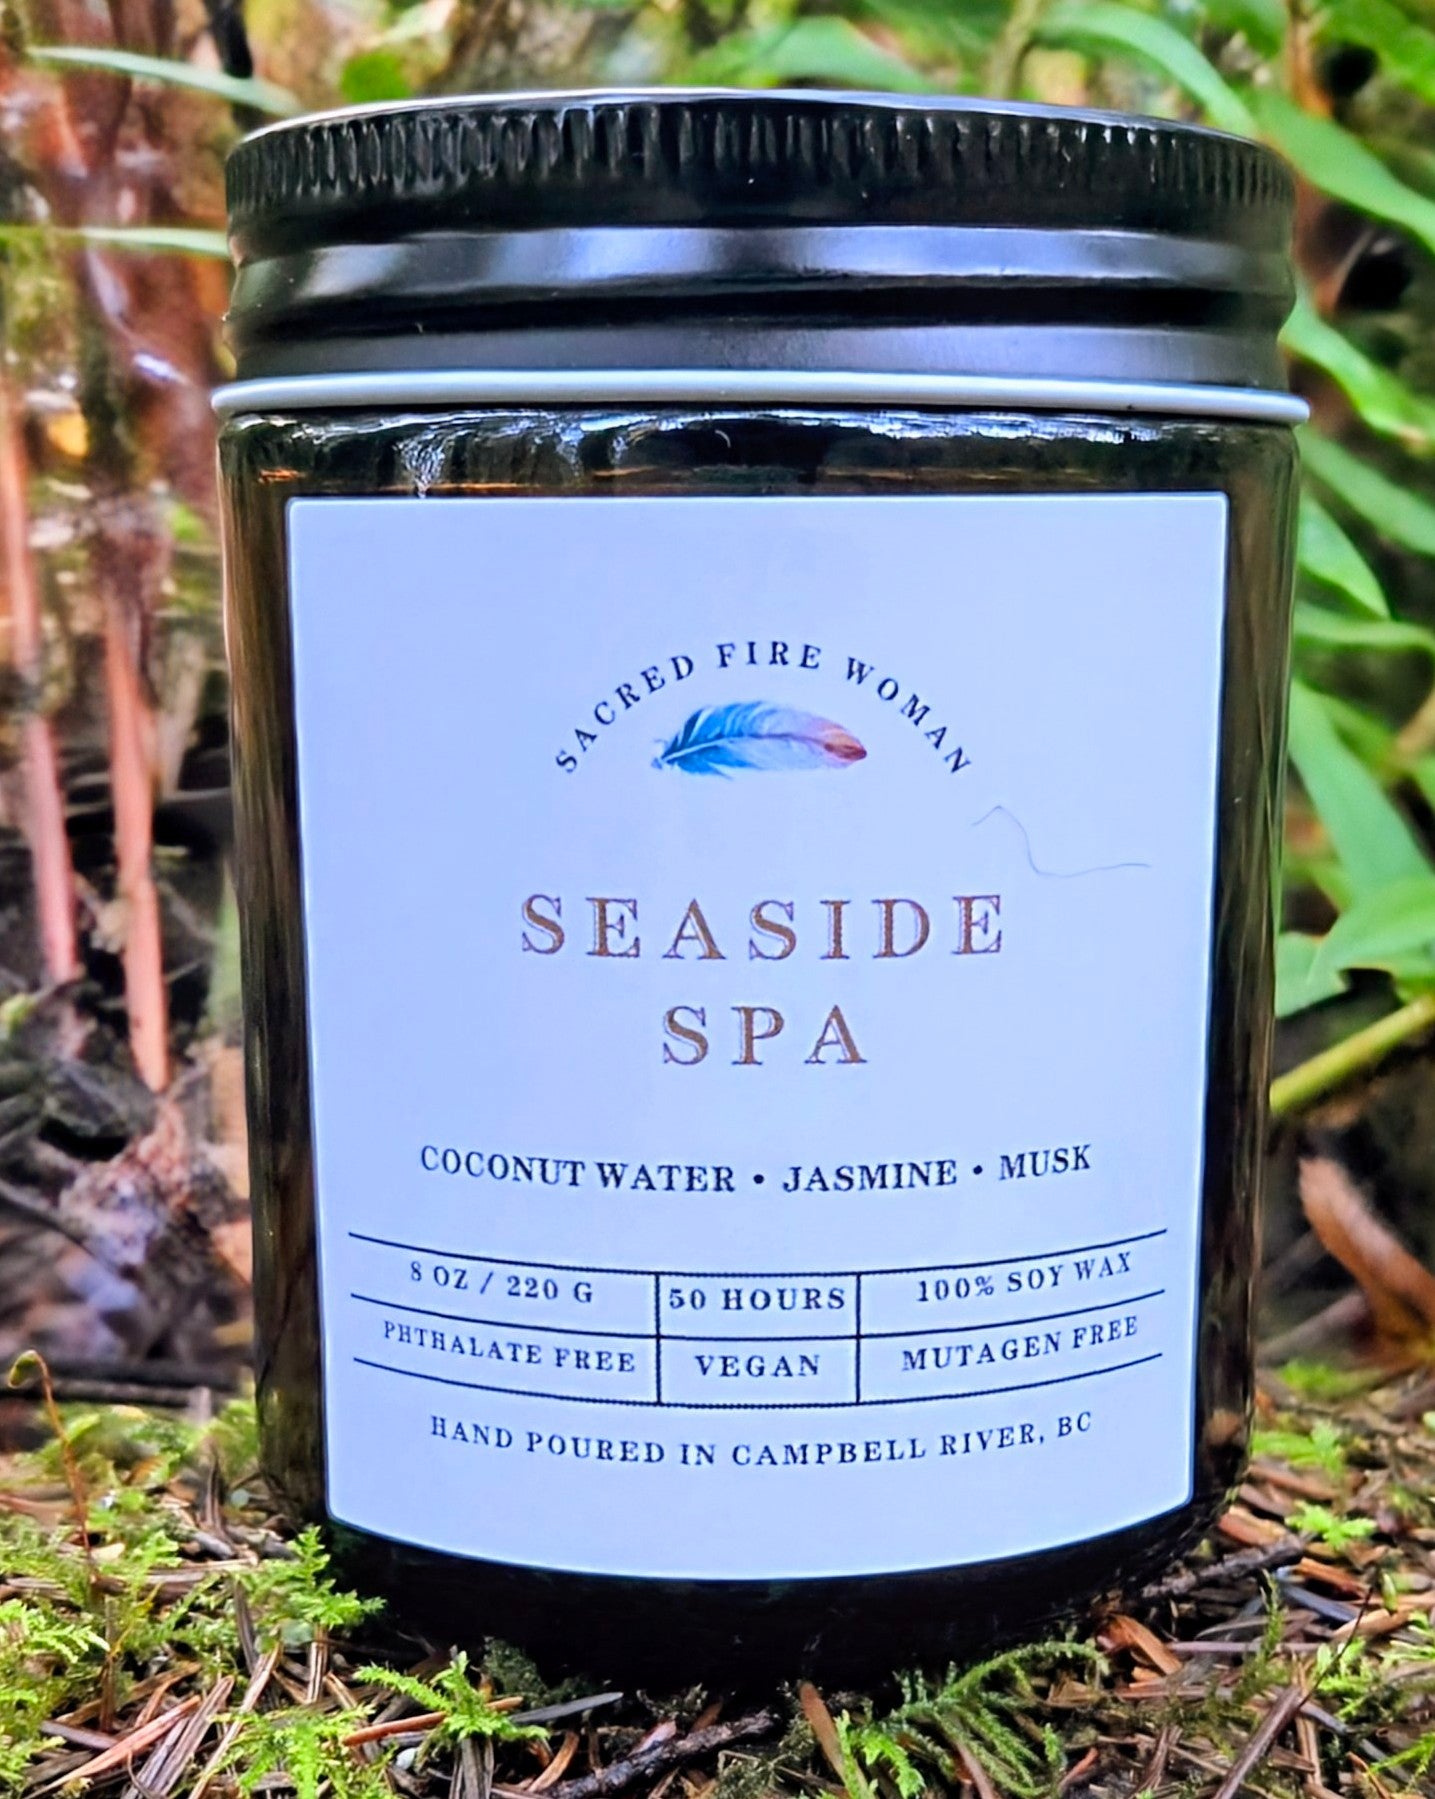 SACRED FIRE WOMAN
SEASIDE
SPA
COCONUT WATER • JASMINE • MUSK
8 OZ / 220 G 50 HOURS 100% SOY WAX
PHTHALATE FREE VEGAN MUTAGEN FREE
HAND POURED IN CAMPBELL RIVER, BC